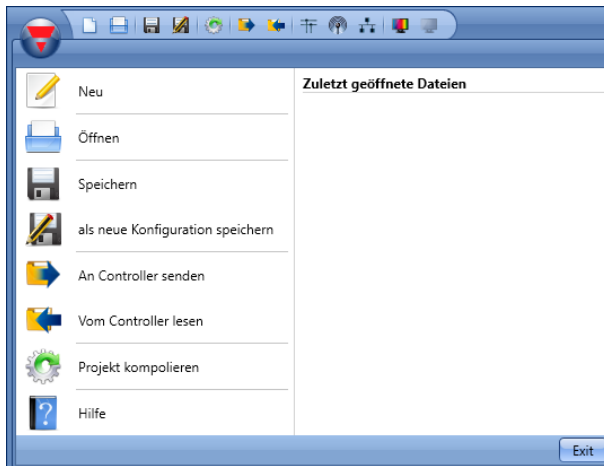 Neu
Öffnen
Speichern
als neue Konfiguration speichern
An Controller senden
Vom Controller lesen
Projekt kompolieren
Hilfe
Zuletzt geöffnete Dateien
Exit